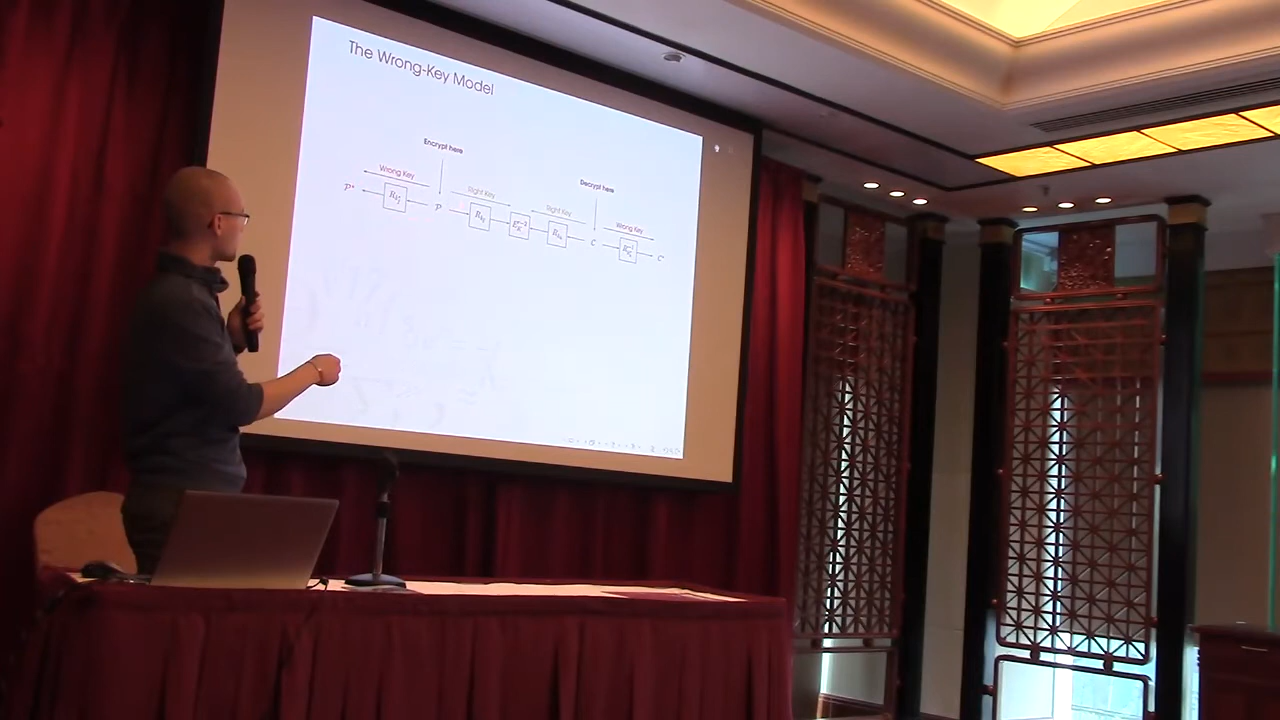 The Wrong-Key Model
Encrypt here
Decrypt here
Wrong Key
Right Key
Right Key
Wrong Key
P
C